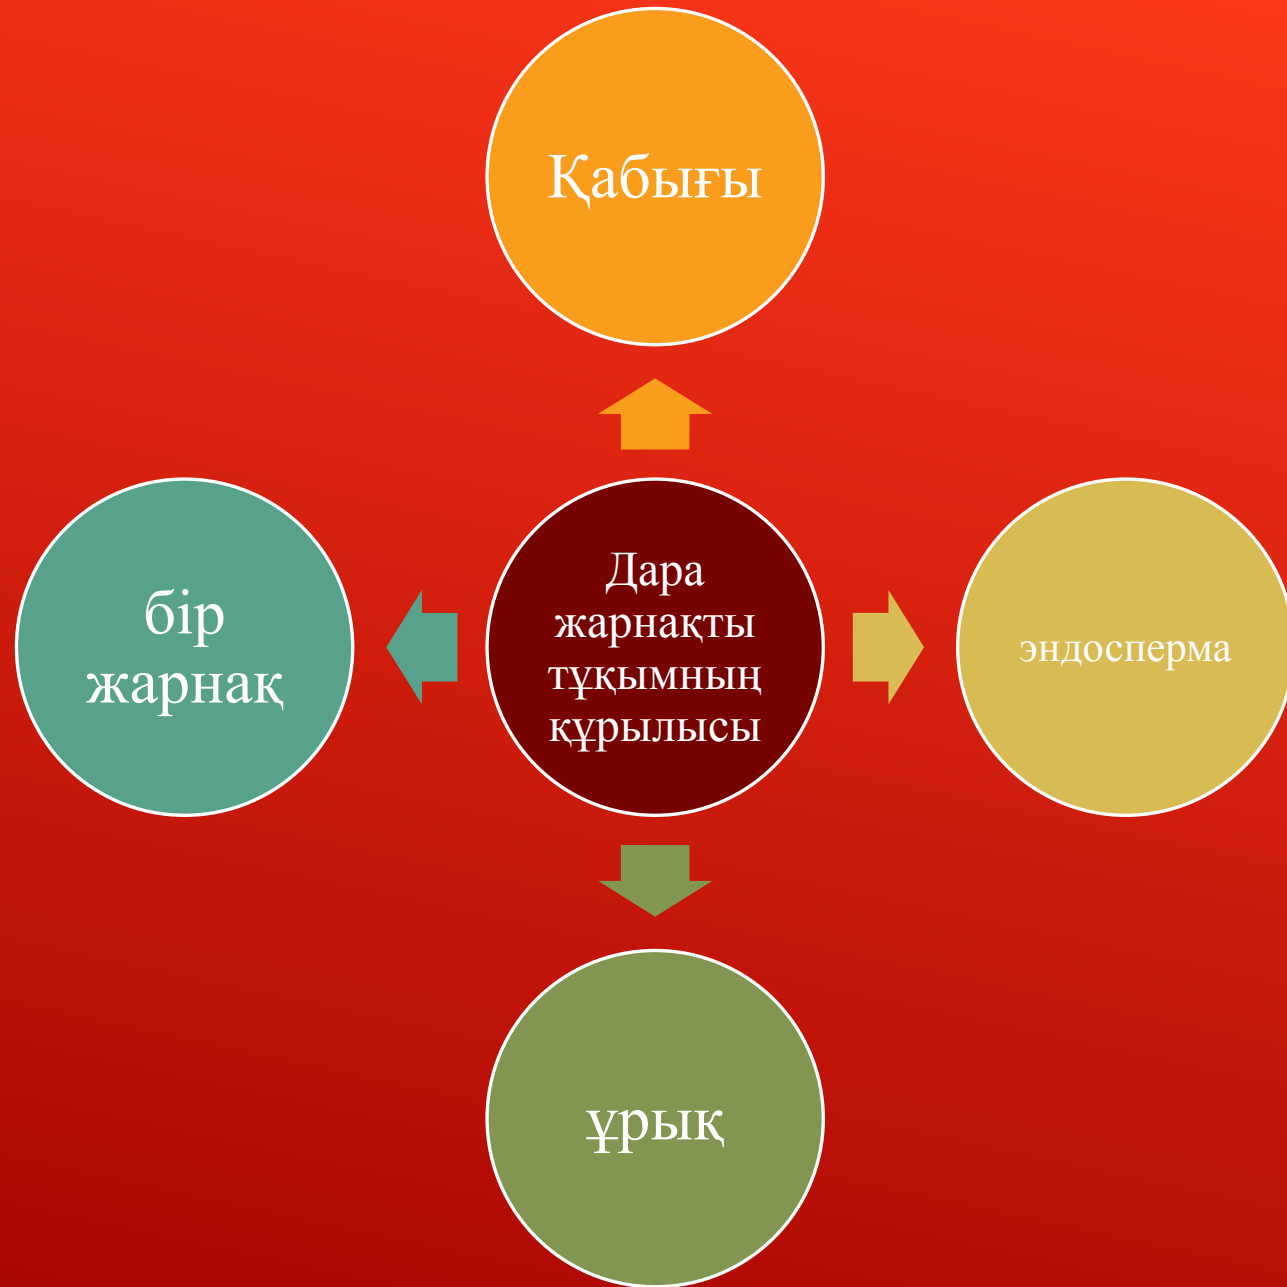 Қабығы
бір
жарнақ
Дара
жарнақты
тұқымның
құрылысы
эндосперма
ұрық